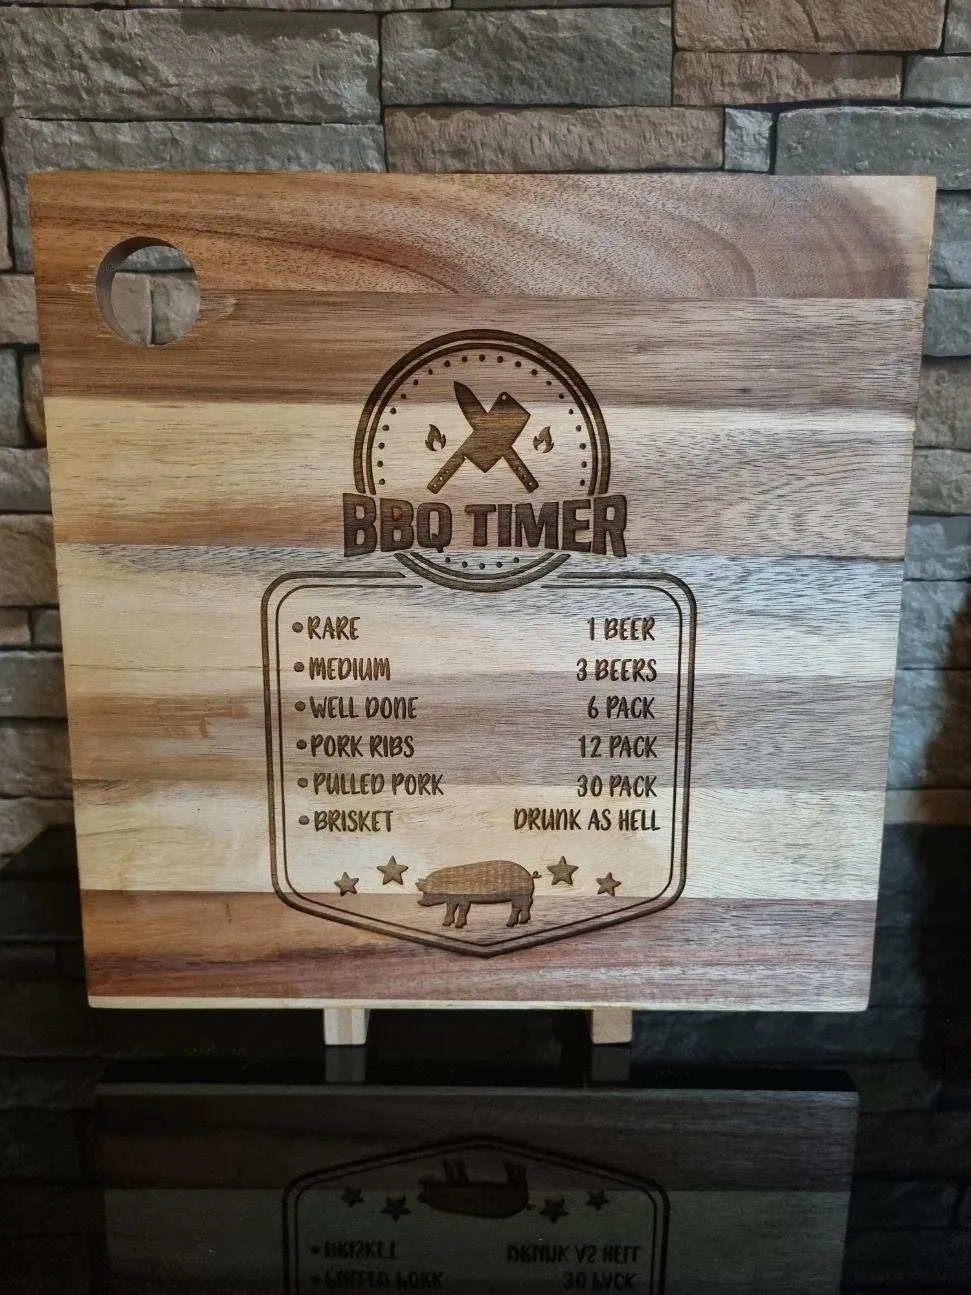 BBQ TIMER
• RARE 1 BEER
• MEDIUM 3 BEERS
• WELL DONE 6 PACK
• PORK RIBS 12 PACK
• PULLED PORK 30 PACK
• BRISKET DRUNK AS HELL